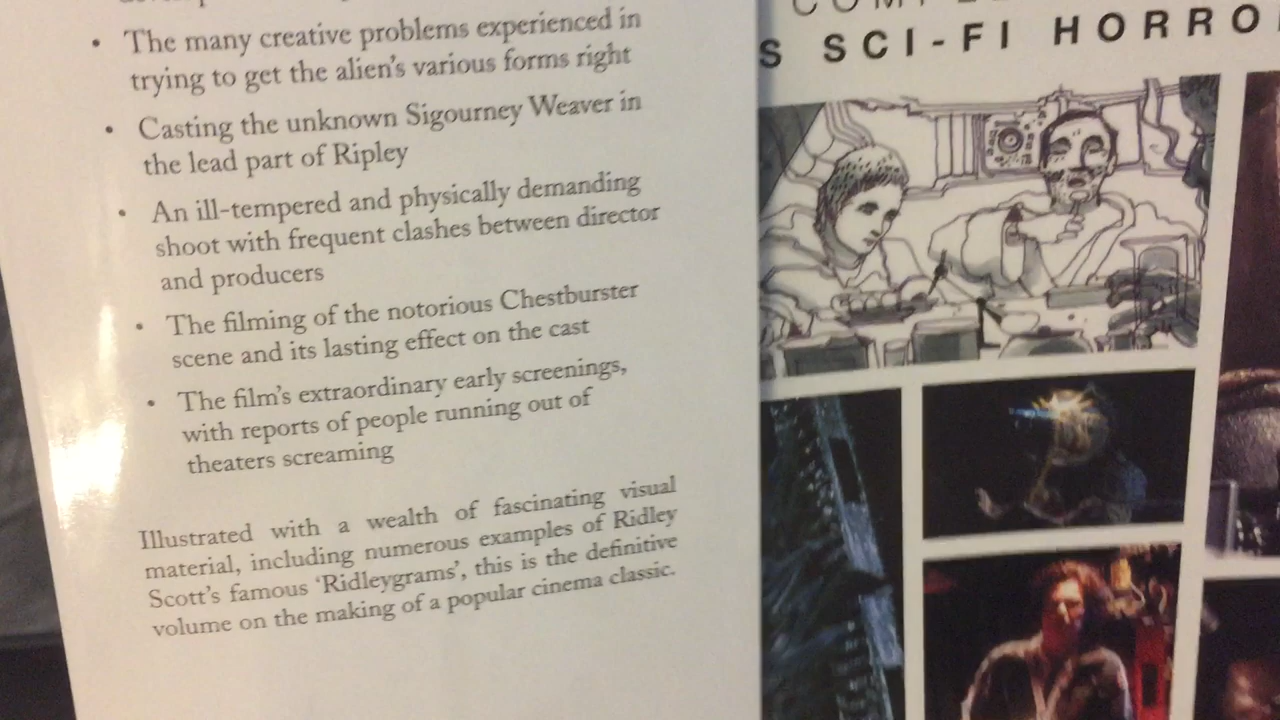 • The many creative problems experienced in
trying to get the alien's various forms right
• Casting the unknown Sigourney Weaver in
the lead part of Ripley
• An ill-tempered and physically demanding
shoot with frequent clashes between director
and producers
• The filming of the notorious Chestburster
scene and its lasting effect on the cast
• The film's extraordinary early screenings,
with reports of people running out of
theaters screaming
Illustrated with a wealth of fascinating visual
material, including numerous examples of Ridley
Scott's famous 'Ridleygrams', this is the definitive
volume on the making of a popular cinema classic.
S SCI-FI HORRO